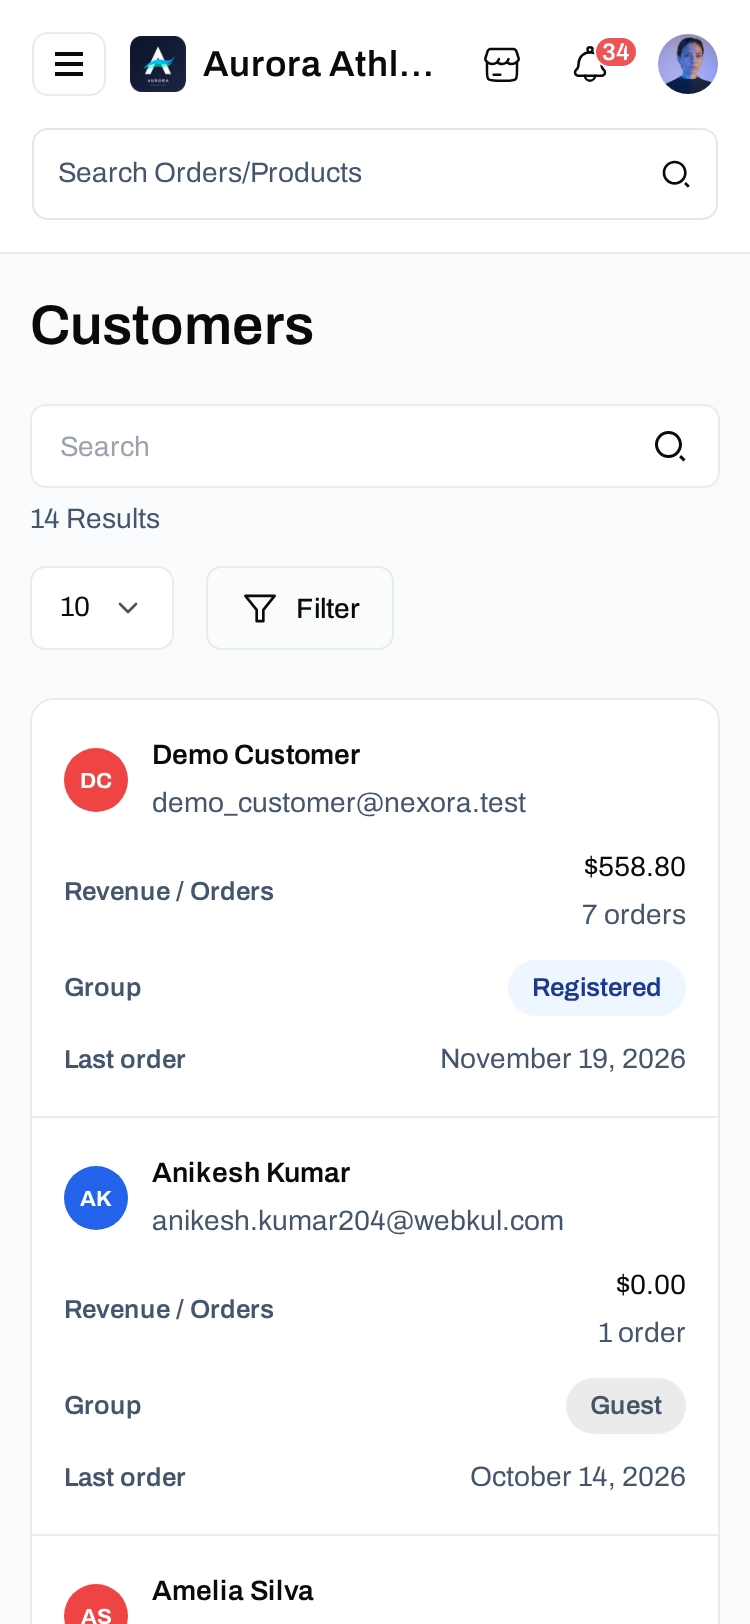 Aurora Athl...
34
Search Orders/Products
Customers
Search
14 Results
10
Filter
DC
Demo Customer
demo_customer@nexora.test
Revenue / Orders
$558.80
7 orders
Group
Registered
Last order
November 19, 2026
AK
Anikesh Kumar
anikesh.kumar204@webkul.com
Revenue / Orders
$0.00
1 order
Group
Guest
Last order
October 14, 2026
AS
Amelia Silva